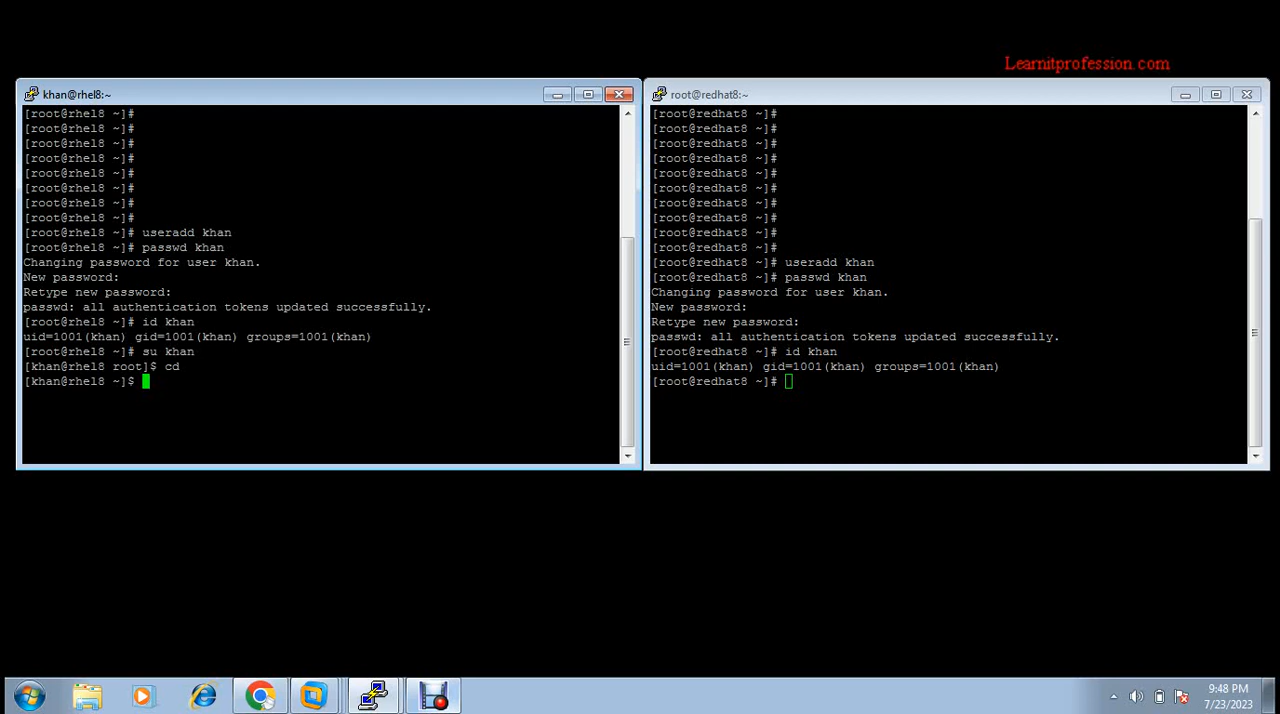 Learnitprofession.com
khan@rhel8:~
[root@rhel8 ~]#
[root@rhel8 ~]#
[root@rhel8 ~]#
[root@rhel8 ~]#
[root@rhel8 ~]#
[root@rhel8 ~]#
[root@rhel8 ~]#
[root@rhel8 ~]#
[root@rhel8 ~]# useradd khan
[root@rhel8 ~]# passwd khan
Changing password for user khan.
New password:
Retype new password:
passwd: all authentication tokens updated successfully.
[root@rhel8 ~]# id khan
uid=1001(khan) gid=1001(khan) groups=1001(khan)
[root@rhel8 ~]# su khan
[khan@rhel8 root]$ cd
[khan@rhel8 ~]$
root@redhat8:~
[root@redhat8 ~]#
[root@redhat8 ~]#
[root@redhat8 ~]#
[root@redhat8 ~]#
[root@redhat8 ~]#
[root@redhat8 ~]#
[root@redhat8 ~]#
[root@redhat8 ~]#
[root@redhat8 ~]#
[root@redhat8 ~]#
[root@redhat8 ~]# useradd khan
[root@redhat8 ~]# passwd khan
Changing password for user khan.
New password:
Retype new password:
passwd: all authentication tokens updated successfully.
[root@redhat8 ~]# id khan
uid=1001(khan) gid=1001(khan) groups=1001(khan)
[root@redhat8 ~]#
9:48 PM
7/23/2023